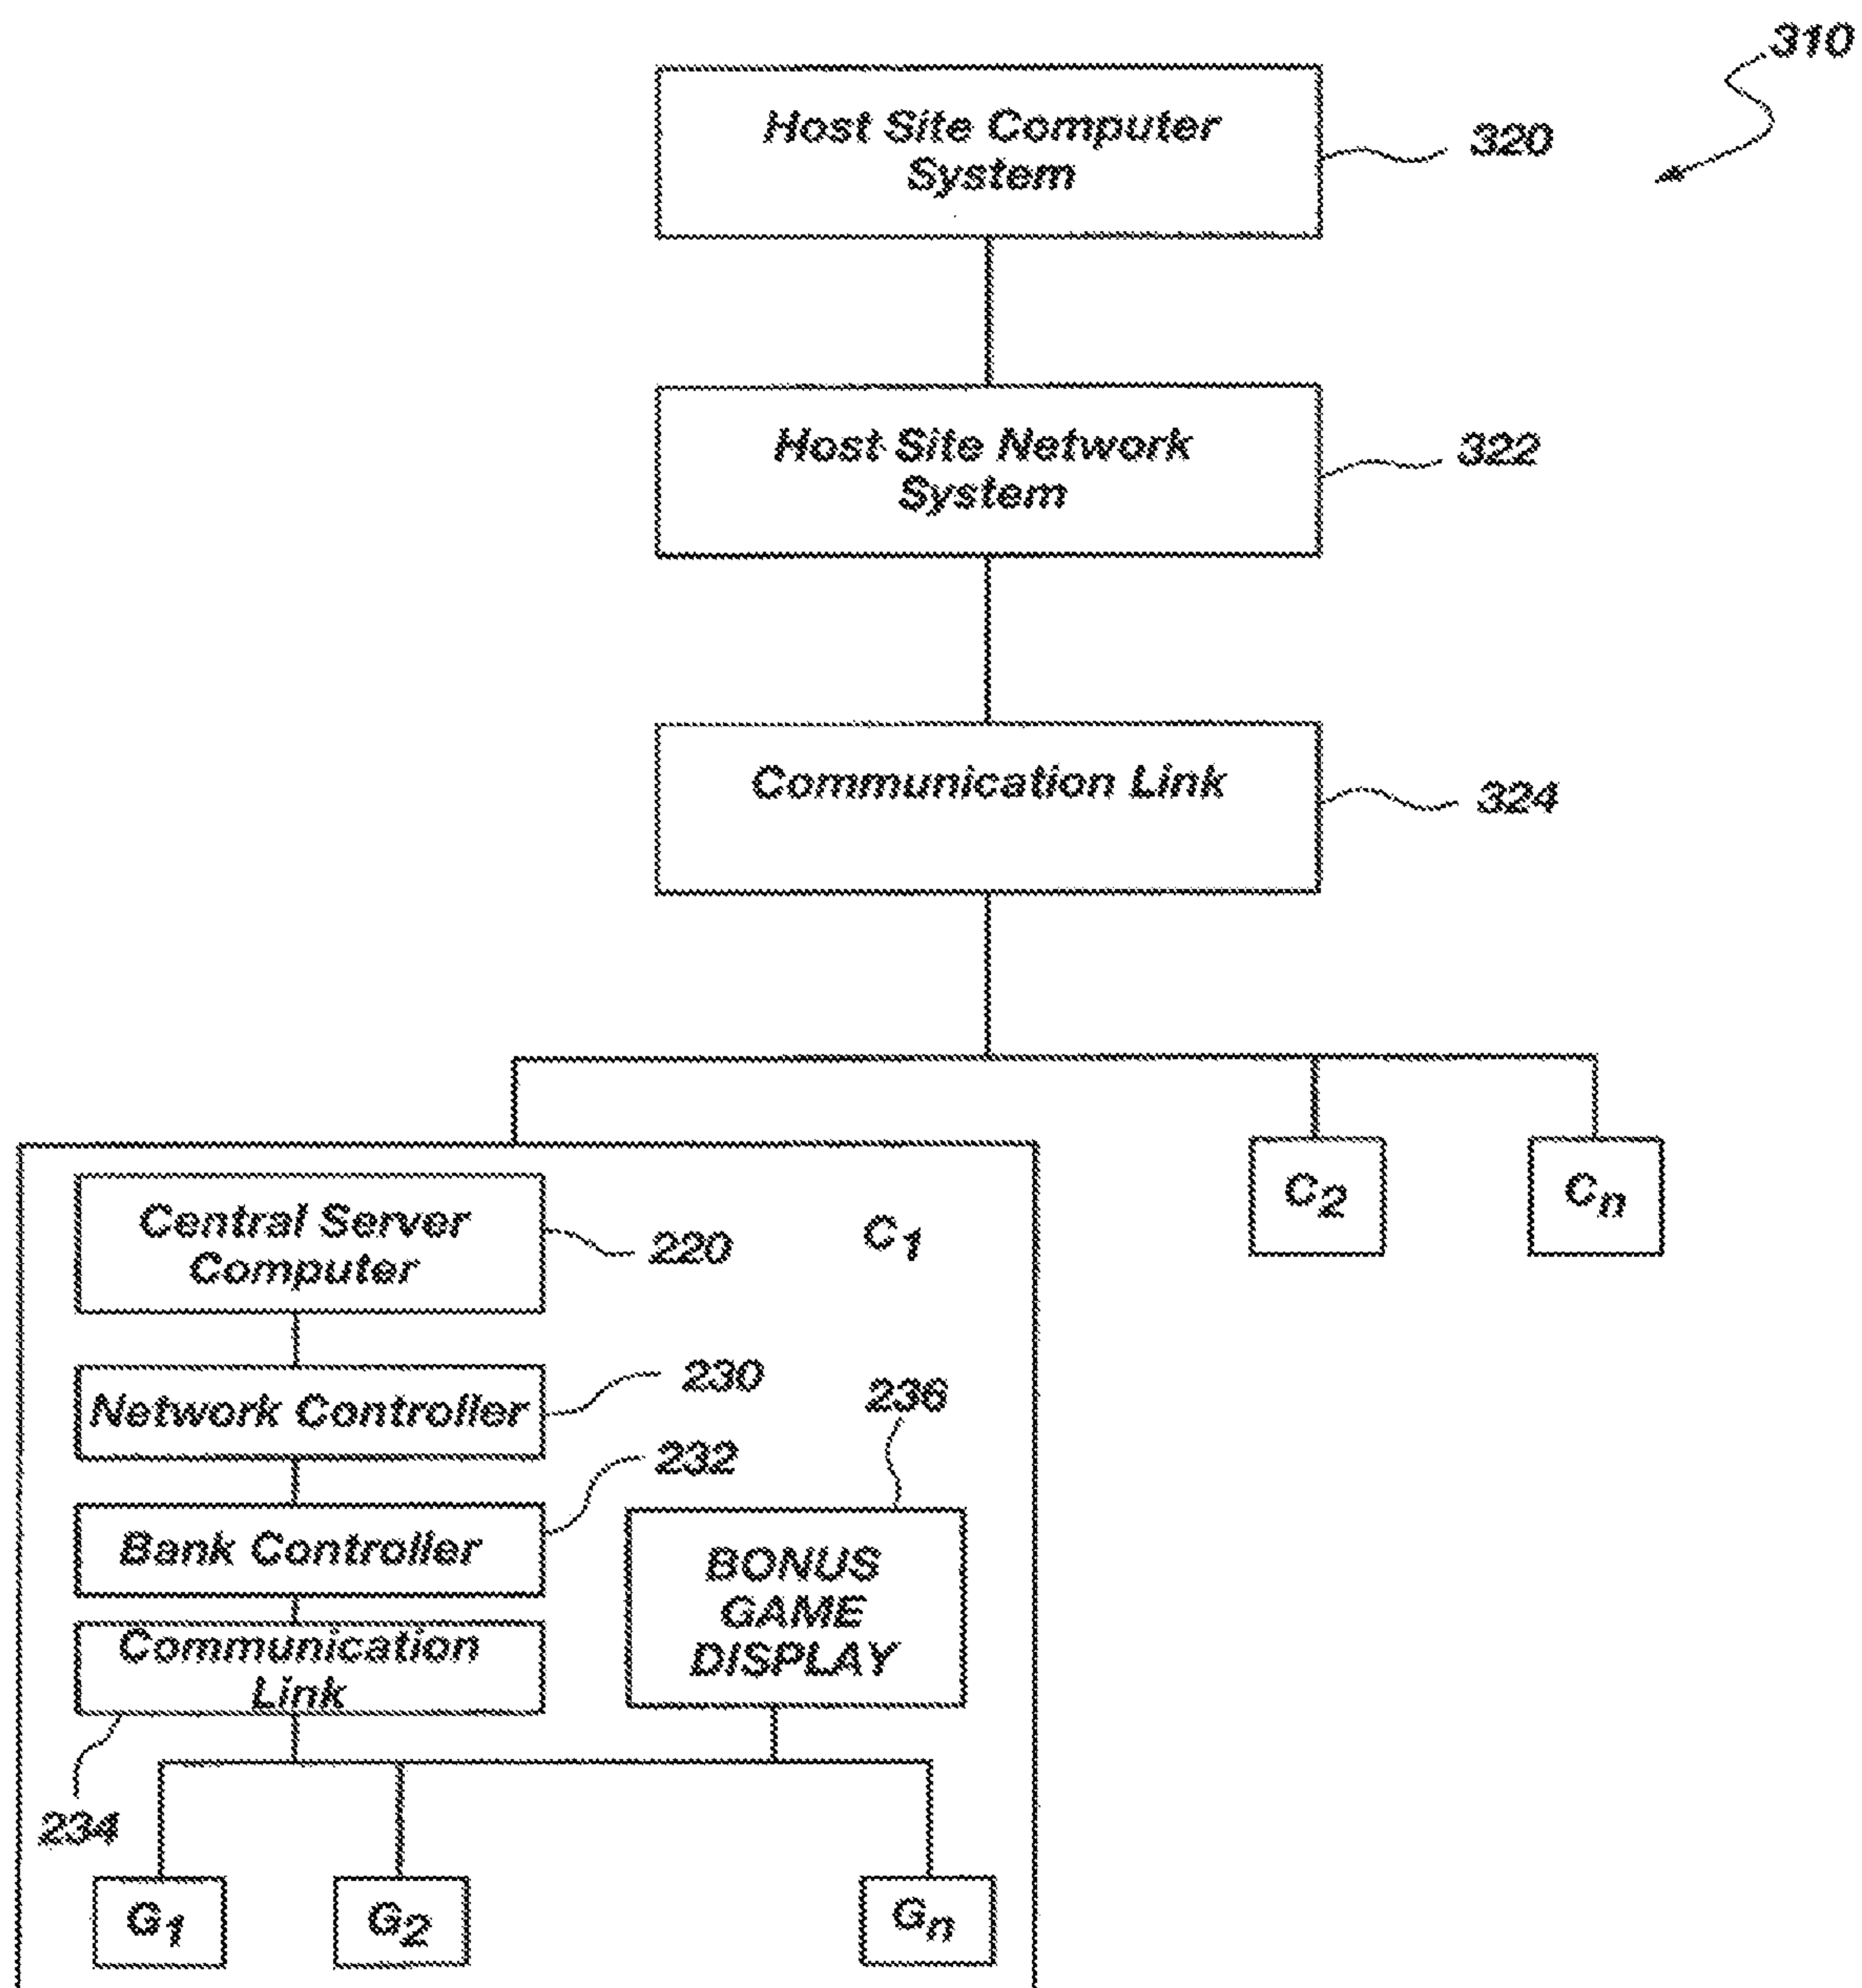 310
Host Site Computer
System
320
Host Site Network
System
322
Communication Link
324
Central Server
Computer
220
C1
C2
Cn
Network Controller
230
236
Bank Controller
232
BONUS
GAME
DISPLAY
Communication
Link
234
G1
G2
Gn